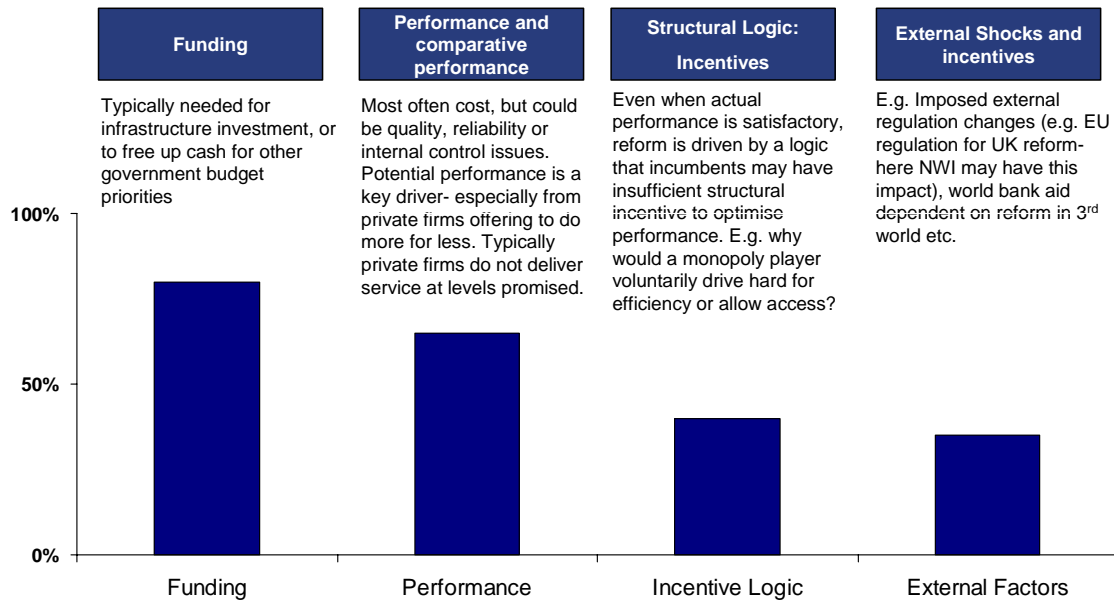 Funding
Performance and
comparative
performance
Structural Logic:
Incentives
External Shocks and
incentives
Typically needed for
infrastructure investment, or
to free up cash for other
government budget
priorities
Most often cost, but could
be quality, reliability or
internal control issues.
Potential performance is a
key driver- especially from
private firms offering to do
more for less. Typically
private firms do not deliver
service at levels promised.
Even when actual
performance is satisfactory,
reform is driven by a logic
that incumbents may have
insufficient structural
incentive to optimise
performance. E.g. why
would a monopoly player
voluntarily drive hard for
efficiency or allow access?
E.g. Imposed external
regulation changes (e.g. EU
regulation for UK reform-
here NWI may have this
impact), world bank aid
dependent on reform in 3rd
world etc.
100%
50%
0%
Funding
Performance
Incentive Logic
External Factors